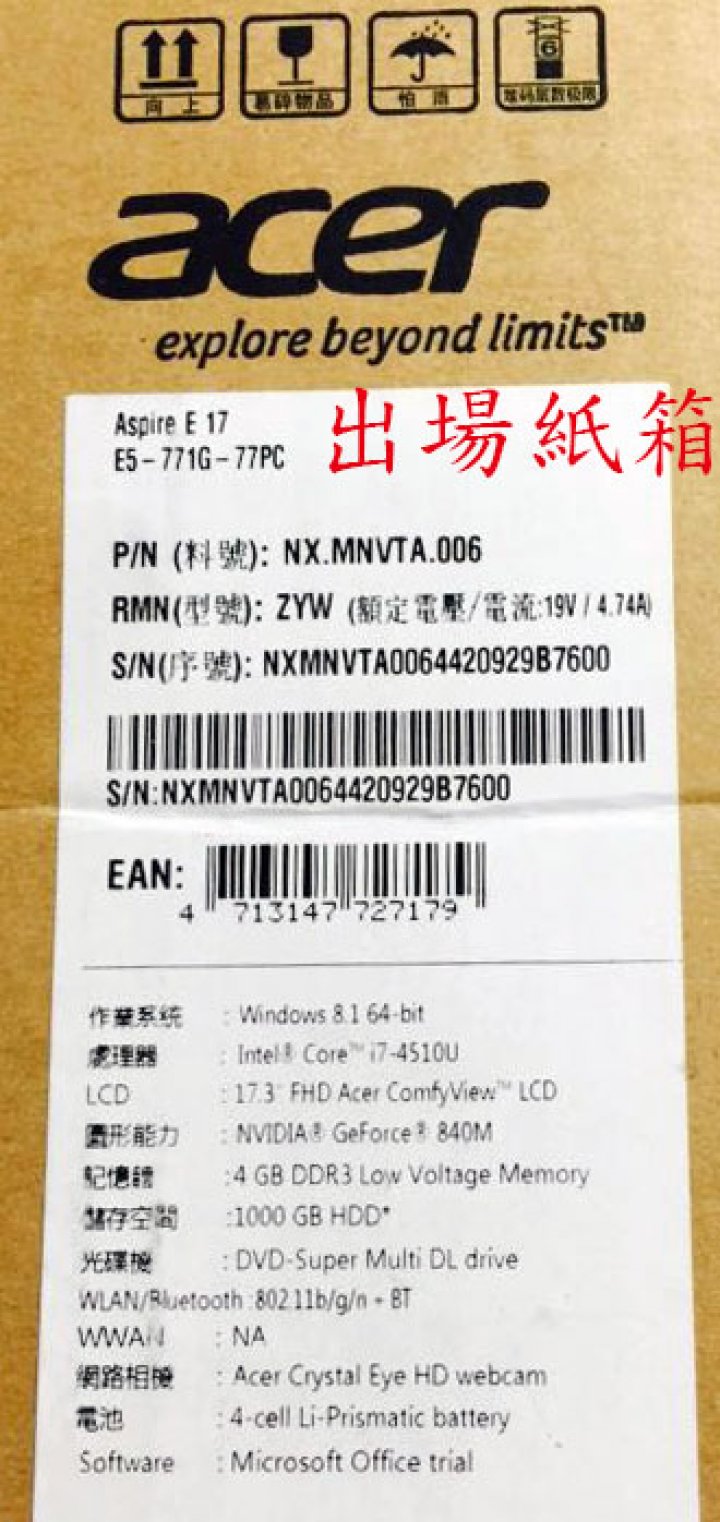 向上
易碎物品
怕雨
6
堆码层数极限
acer
explore beyond limits™
Aspire E 17
E5-771G-77PC
出場紙箱
P/N (料號): NX.MNVTA.006
RMN(型號): ZYW (額定電壓/電流:19V / 4.74A)
S/N(序號): NXMNVTA0064420929B7600
S/N:NXMNVTA0064420929B7600
EAN:
4 713147 727179
作業系統 : Windows 8.1 64-bit
處理器 : Intel® Core™ i7-4510U
LCD : 17.3" FHD Acer ComfyView™ LCD
圖形能力 : NVIDIA® GeForce® 840M
記憶體 :4 GB DDR3 Low Voltage Memory
儲存空間 :1000 GB HDD*
光碟機 : DVD-Super Multi DL drive
WLAN/Bluetooth :802.11b/g/n + BT
WWAN : NA
網路相機 : Acer Crystal Eye HD webcam
電池 : 4-cell Li-Prismatic battery
Software : Microsoft Office trial